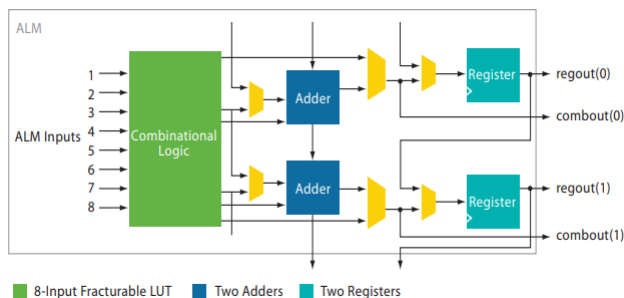 ALM
ALM Inputs
1
2
3
4
5
6
7
8
Combinational
Logic
Adder
Adder
Register
Register
regout(0)
combout(0)
regout(1)
combout(1)
8-Input Fracturable LUT
Two Adders
Two Registers